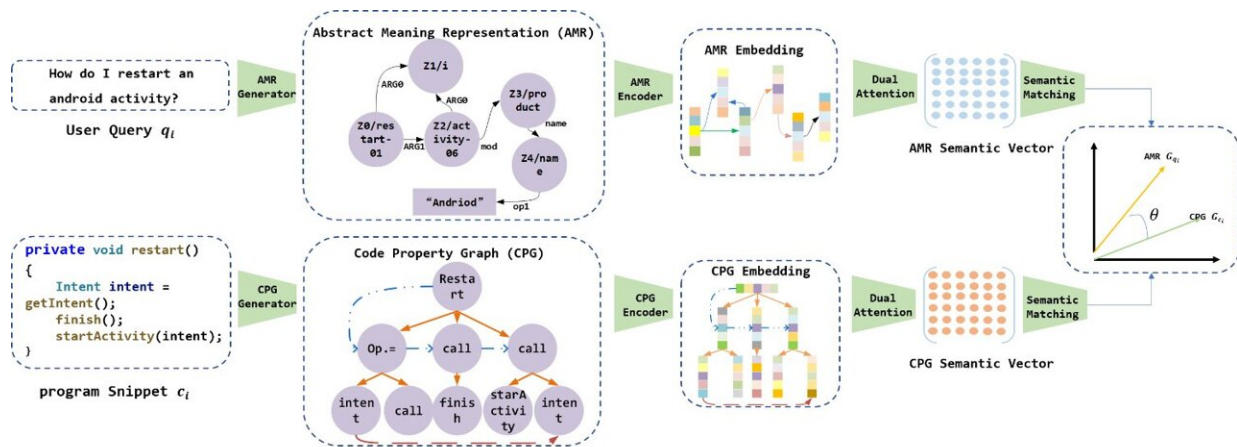 How do I restart an
android activity?
User Query qᵢ
AMR
Generator
Abstract Meaning Representation (AMR)
Z1/i
ARG0
ARG0
Z0/res
tart-
01
ARG1
Z2/act
ivity-
06
mod
Z3/pro
duct
name
Z4/nam
e
op1
“Andriod”
AMR
Encoder
AMR Embedding
Dual
Attention
AMR Semantic Vector
Semantic
Matching
private void restart()
{
Intent intent =
getIntent();
finish();
startActivity(intent);
}
program Snippet cᵢ
CPG
Generator
Code Property Graph (CPG)
Resta
rt
Op.=
call
call
inten
t
call
finis
h
starA
ctivi
ty
inten
t
CPG
Encoder
CPG Embedding
Dual
Attention
CPG Semantic Vector
Semantic
Matching
AMR G_qᵢ
θ
CPG G_cᵢ